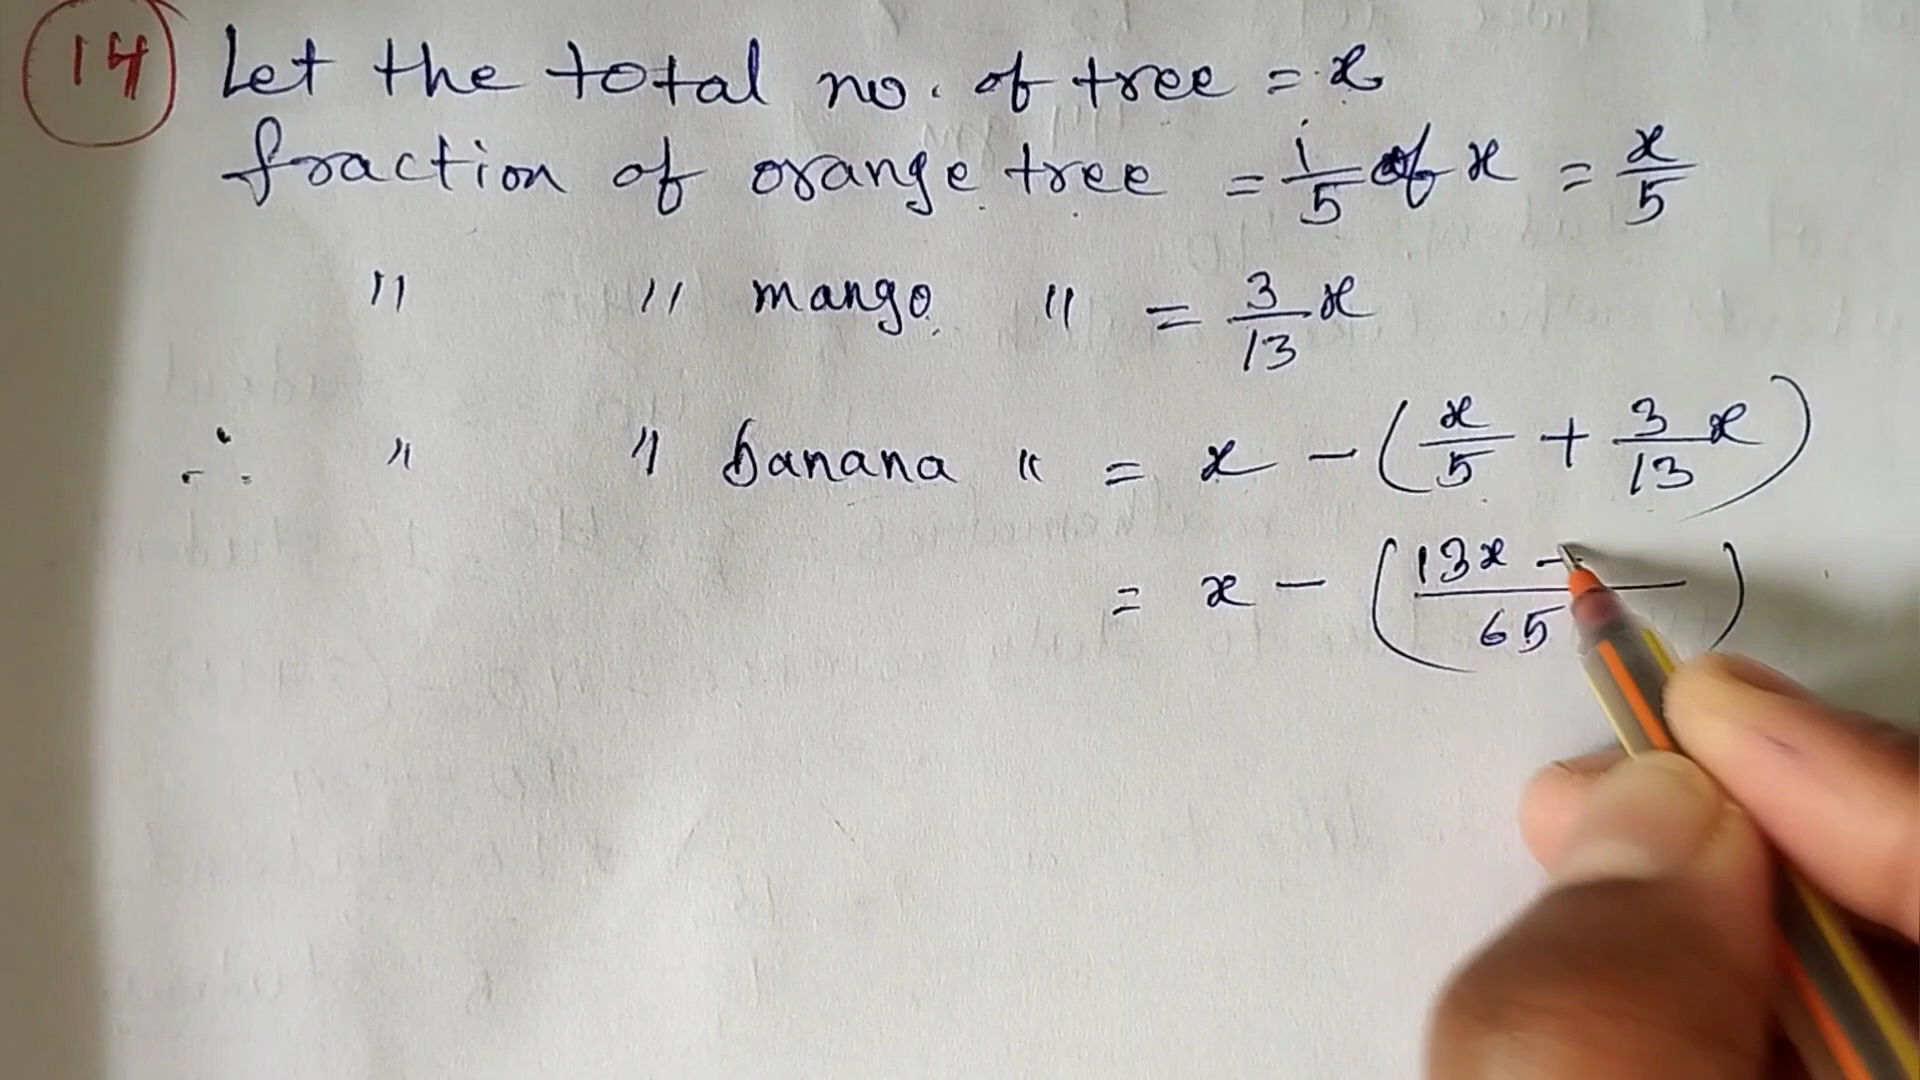 14 Let the total no. of tree = x
fraction of orange tree = 1/5 of x = x/5
" " mango " = 3/13 x
∴ " " banana " = x - (x/5 + 3/13 x)
= x - (13x + / 65)